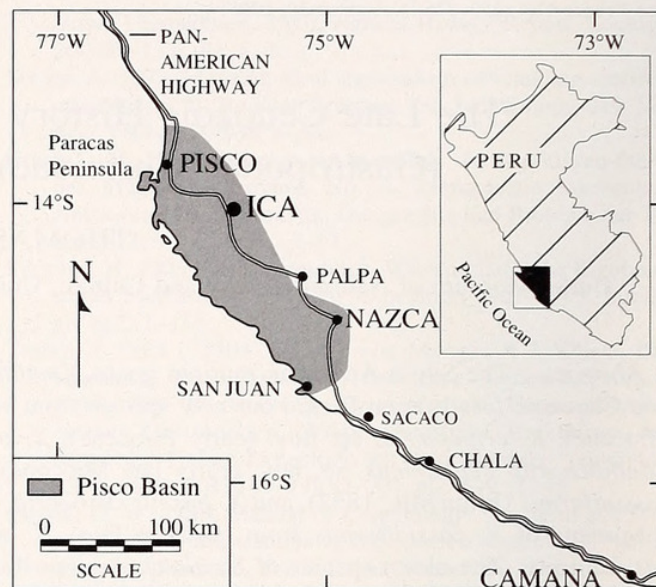 77°W
75°W
73°W
PAN-
AMERICAN
HIGHWAY
Paracas
Peninsula
PISCO
PERU
14°S
ICA
N
PALPA
Pacific Ocean
NAZCA
SAN JUAN
SACACO
CHALA
Pisco Basin
16°S
0 100 km
SCALE
CAMANA